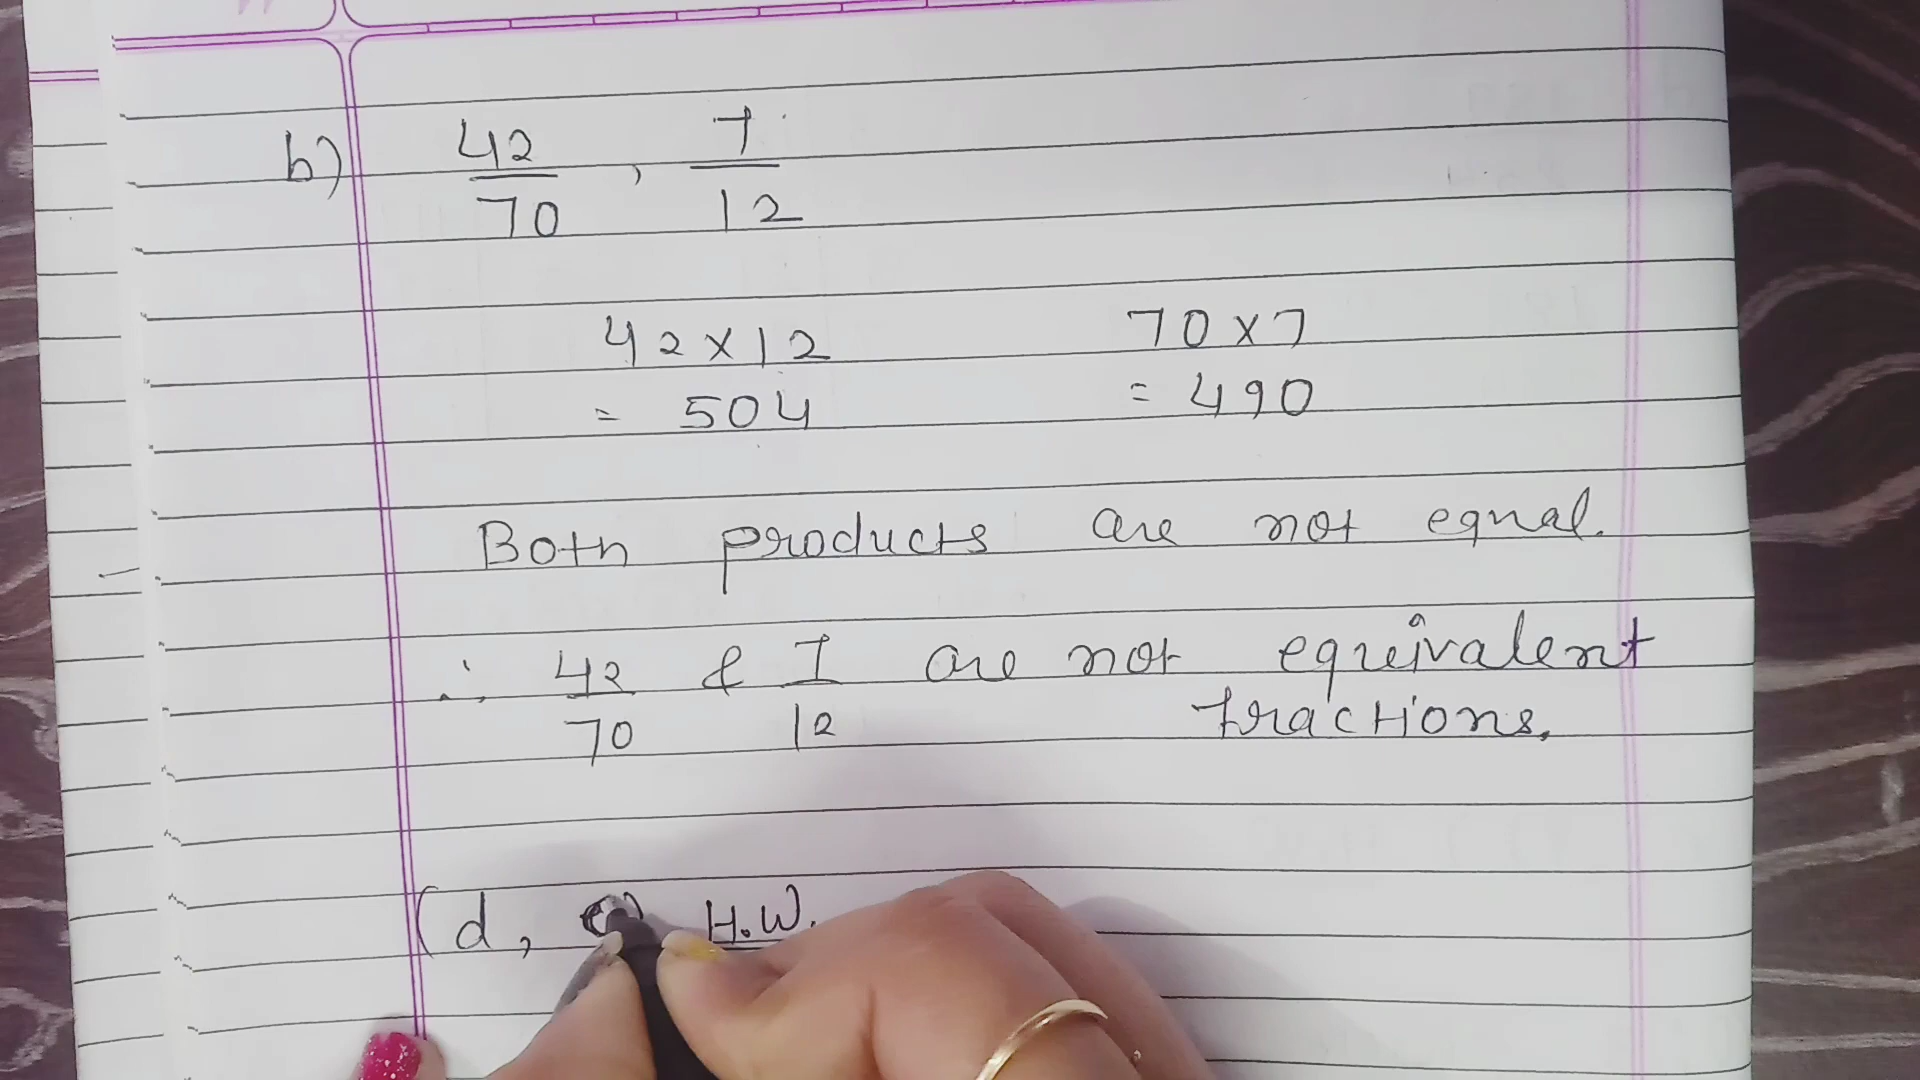 b) 42/70 , 7/12
42 x 12 70 x 7
= 504 = 490
Both products are not equal.
∴ 42/70 & 7/12 are not equivalent
fractions.
(d, H.W.